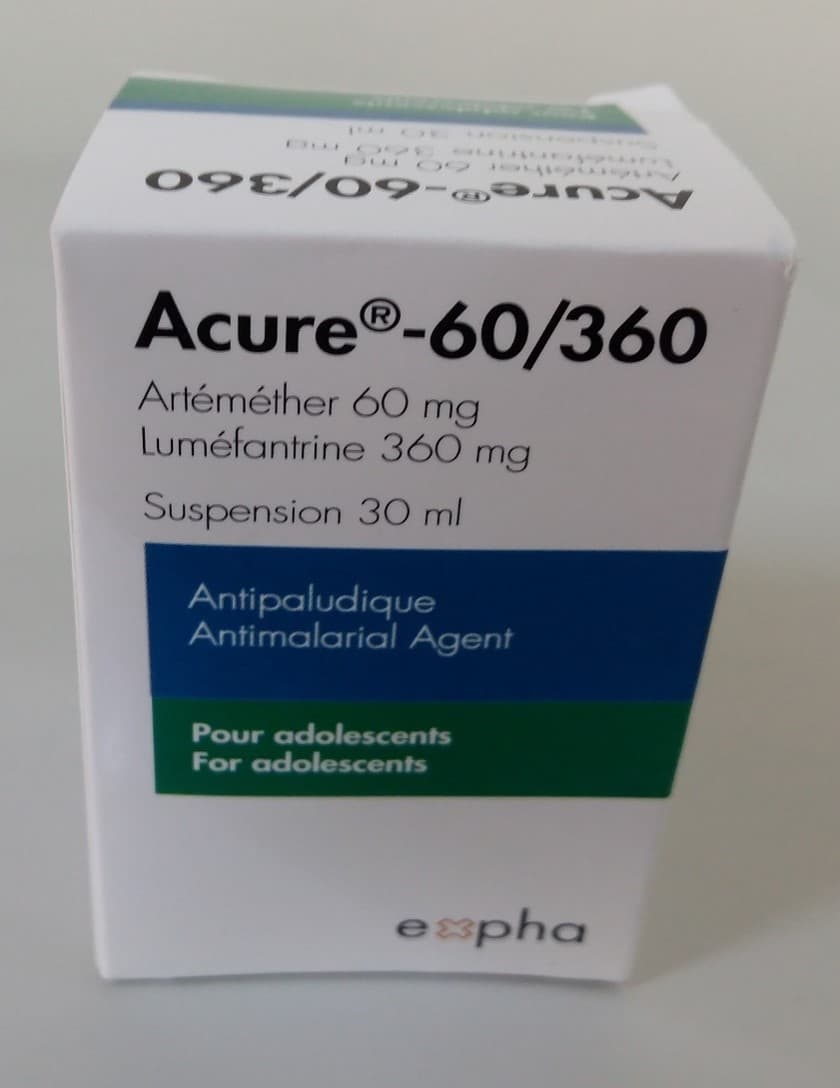 Acure®-60/360
Artéméther 60 mg
Luméfantrine 360 mg
Suspension 30 ml
Acure®-60/360
Artéméther 60 mg
Luméfantrine 360 mg
Suspension 30 ml
Antipaludique
Antimalarial Agent
Pour adolescents
For adolescents
expha